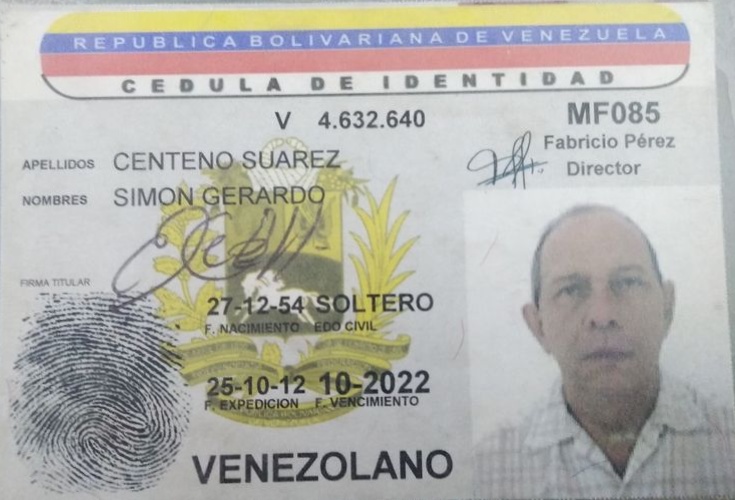 REPUBLICA BOLIVARIANA DE VENEZUELA
CEDULA DE IDENTIDAD
V 4.632.640
MF085
Fabricio Pérez
Director
APELLIDOS CENTENO SUAREZ
NOMBRES SIMON GERARDO
FIRMA TITULAR
27-12-54 SOLTERO
F. NACIMIENTO EDO CIVIL
25-10-12 10-2022
F. EXPEDICION F. VENCIMIENTO
VENEZOLANO